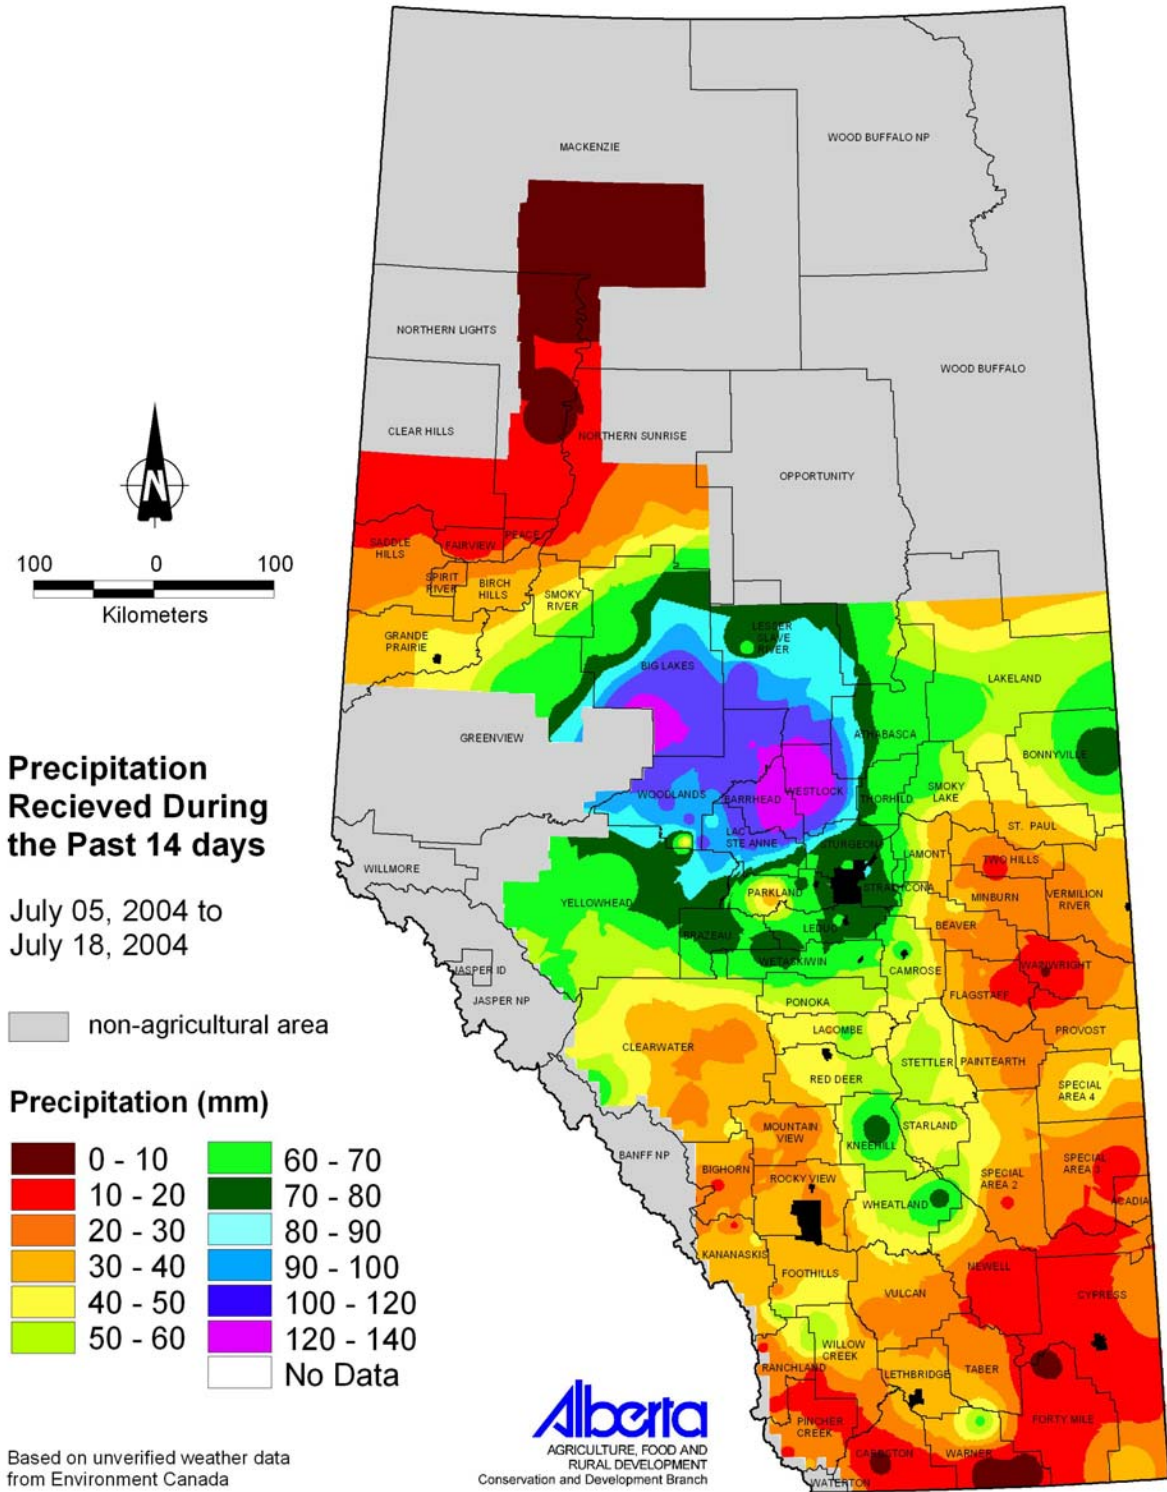 MACKENZIE
WOOD BUFFALO NP
NORTHERN LIGHTS
WOOD BUFFALO
CLEAR HILLS
NORTHERN SUNRISE
OPPORTUNITY
N
100 0 100
Kilometers
SADDLE
HILLS
FAIRVIEW
PEACE
SPIRIT
RIVER
BIRCH
HILLS
SMOKY
RIVER
GRANDE
PRAIRIE
LESSER
SLAVE
RIVER
BIG LAKES
LAKELAND
GREENVIEW
ATHABASCA
BONNYVILLE
WOODLANDS
BARRHEAD
WESTLOCK
THORHILD
SMOKY
LAKE
LAC
STE ANNE
STURGEON
ST. PAUL
LAMONT
TWO HILLS
WILLMORE
YELLOWHEAD
PARKLAND
STRATHCONA
MINBURN
VERMILION
RIVER
BRAZEAU
LEDUC
BEAVER
WETASKIWIN
CAMROSE
WAINWRIGHT
JASPER ID
JASPER NP
PONOKA
FLAGSTAFF
LACOMBE
PROVOST
CLEARWATER
STETTLER
PAINTEARTH
RED DEER
SPECIAL
AREA 4
MOUNTAIN
VIEW
KNEEHILL
STARLAND
BANFF NP
BIGHORN
ROCKY VIEW
SPECIAL
AREA 2
SPECIAL
AREA 3
WHEATLAND
ACADIA
KANANASKIS
FOOTHILLS
NEWELL
VULCAN
CYPRESS
WILLOW
CREEK
RANCHLAND
LETHBRIDGE
TABER
PINCHER
CREEK
FORTY MILE
CARDSTON
WARNER
WATERTON
Precipitation
Recieved During
the Past 14 days
July 05, 2004 to
July 18, 2004
non-agricultural area
Precipitation (mm)
0 - 10
10 - 20
20 - 30
30 - 40
40 - 50
50 - 60
60 - 70
70 - 80
80 - 90
90 - 100
100 - 120
120 - 140
No Data
Alberta
AGRICULTURE, FOOD AND
RURAL DEVELOPMENT
Conservation and Development Branch
Based on unverified weather data
from Environment Canada